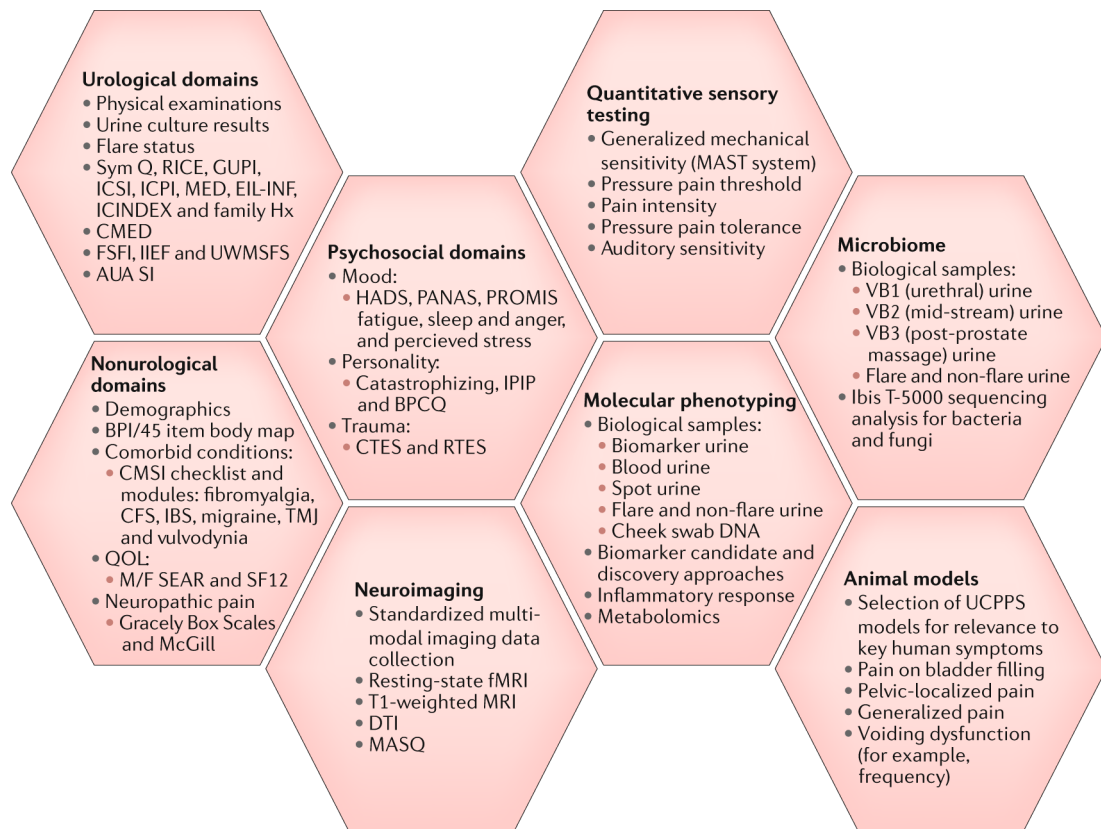 Urological domains
• Physical examinations
• Urine culture results
• Flare status
• Sym Q, RICE, GUPI,
ICSI, ICPI, MED, EIL-INF,
ICINDEX and family Hx
• CMED
• FSFI, IIEF and UWMSFS
• AUA SI
Quantitative sensory
testing
• Generalized mechanical
sensitivity (MAST system)
• Pressure pain threshold
• Pain intensity
• Pressure pain tolerance
• Auditory sensitivity
Psychosocial domains
• Mood:
• HADS, PANAS, PROMIS
fatigue, sleep and anger,
and percieved stress
• Personality:
• Catastrophizing, IPIP
and BPCQ
• Trauma:
• CTES and RTES
Microbiome
• Biological samples:
• VB1 (urethral) urine
• VB2 (mid-stream) urine
• VB3 (post-prostate
massage) urine
• Flare and non-flare urine
• Ibis T-5000 sequencing
analysis for bacteria
and fungi
Nonurological
domains
• Demographics
• BPI/45 item body map
• Comorbid conditions:
• CMSI checklist and
modules: fibromyalgia,
CFS, IBS, migraine, TMJ
and vulvodynia
• QOL:
• M/F SEAR and SF12
• Neuropathic pain
• Gracely Box Scales
and McGill
Molecular phenotyping
• Biological samples:
• Biomarker urine
• Blood urine
• Spot urine
• Flare and non-flare urine
• Cheek swab DNA
• Biomarker candidate and
discovery approaches
• Inflammatory response
• Metabolomics
Neuroimaging
• Standardized multi-
modal imaging data
collection
• Resting-state fMRI
• T1-weighted MRI
• DTI
• MASQ
Animal models
• Selection of UCPPS
models for relevance to
key human symptoms
• Pain on bladder filling
• Pelvic-localized pain
• Generalized pain
• Voiding dysfunction
(for example,
frequency)